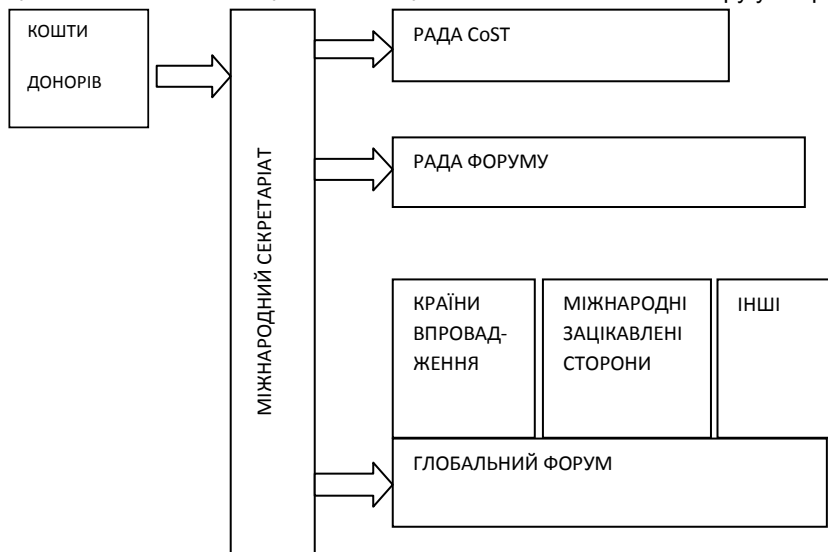 КОШТИ
ДОНОРІВ
МІЖНАРОДНИЙ СЕКРЕТАРІАТ
РАДА CoST
РАДА ФОРУМУ
КРАЇНИ
ВПРОВАД-
ЖЕННЯ
МІЖНАРОДНІ
ЗАЦІКАВЛЕНІ
СТОРОНИ
ІНШІ
ГЛОБАЛЬНИЙ ФОРУМ